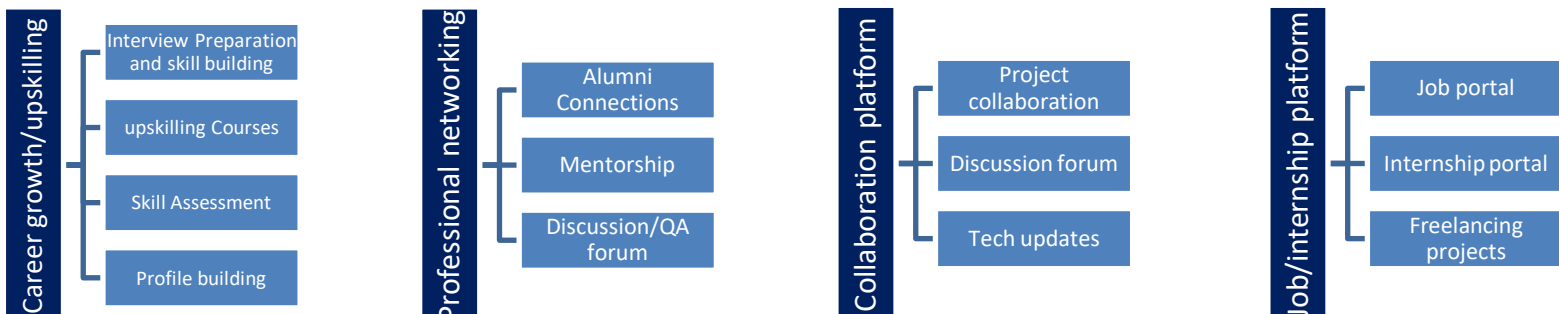 Career growth/upskilling
Interview Preparation
and skill building
upskilling Courses
Skill Assessment
Profile building
Professional networking
Alumni
Connections
Mentorship
Discussion/QA
forum
Collaboration platform
Project
collaboration
Discussion forum
Tech updates
Job/internship platform
Job portal
Internship portal
Freelancing
projects